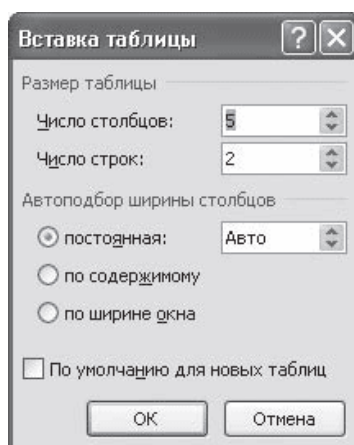 Вставка таблицы
Размер таблицы
Число столбцов: 5
Число строк: 2
Автоподбор ширины столбцов
постоянная: Авто
по содержимому
по ширине окна
По умолчанию для новых таблиц
ОК Отмена